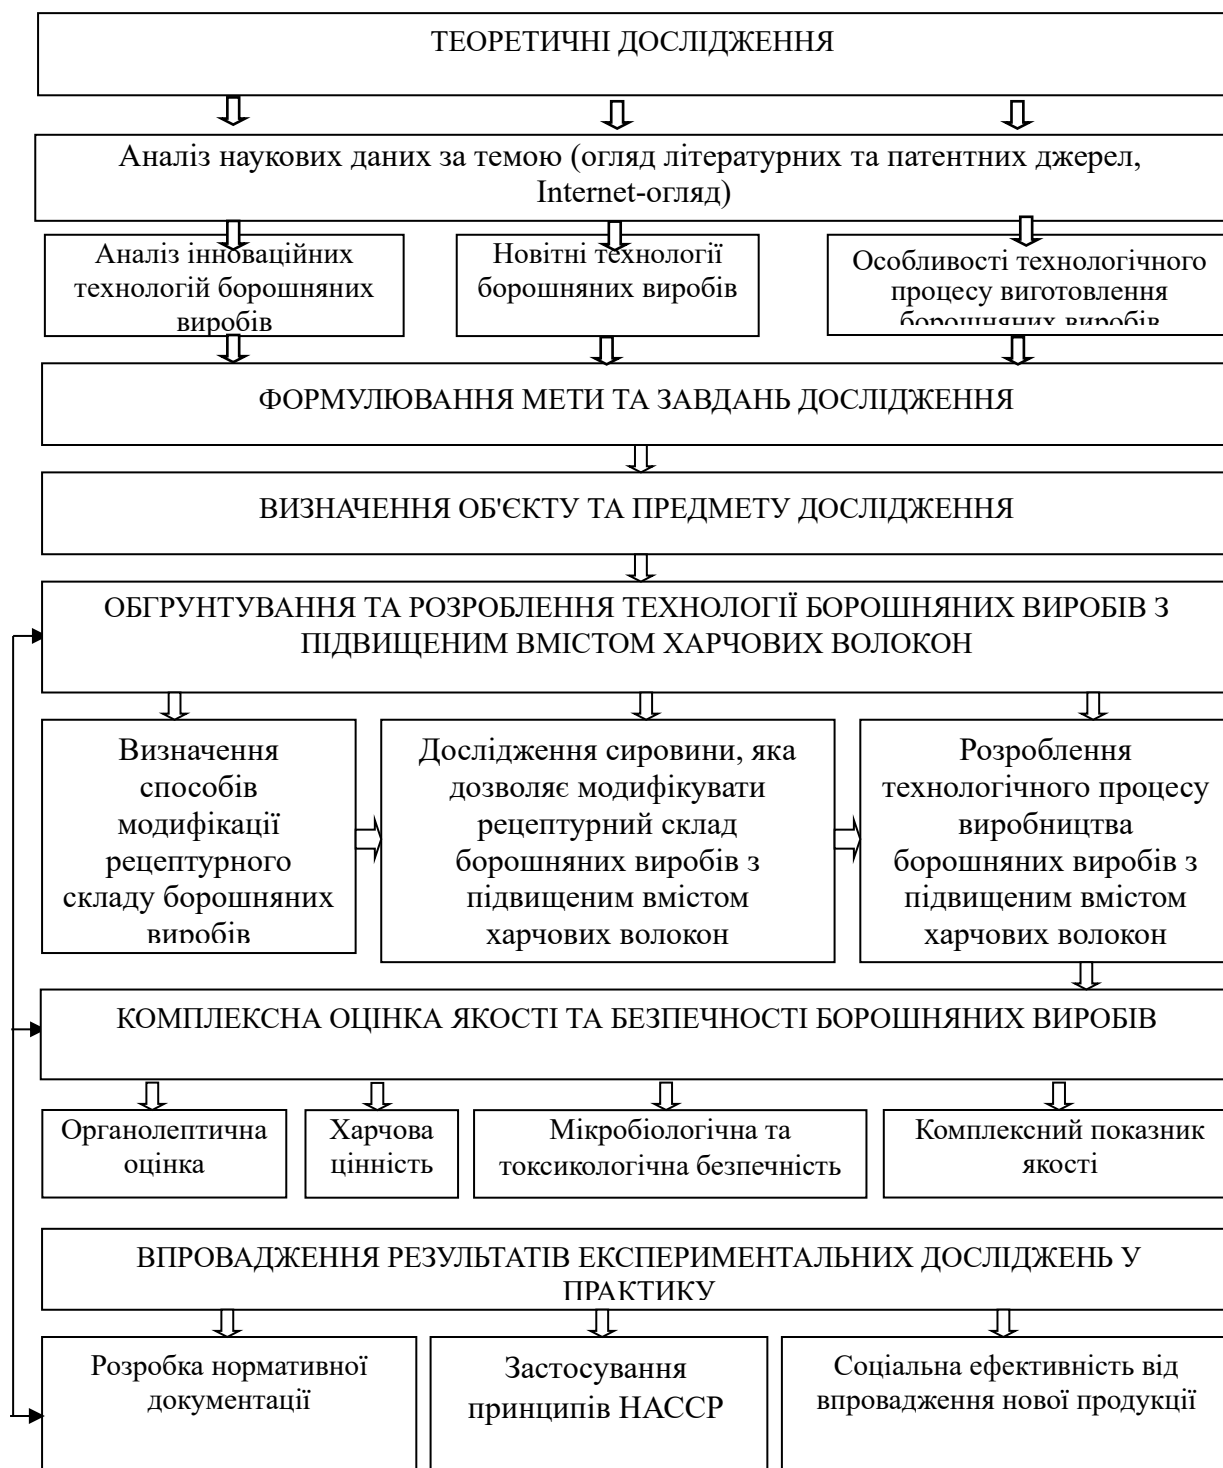 ТЕОРЕТИЧНІ ДОСЛІДЖЕННЯ
Аналіз наукових даних за темою (огляд літературних та патентних джерел,
Internet-огляд)
Аналіз інноваційних
технологій борошняних
виробів
Новітні технології
борошняних виробів
Особливості технологічного
процесу виготовлення
борошняних виробів
ФОРМУЛЮВАННЯ МЕТИ ТА ЗАВДАНЬ ДОСЛІДЖЕННЯ
ВИЗНАЧЕННЯ ОБ'ЄКТУ ТА ПРЕДМЕТУ ДОСЛІДЖЕННЯ
ОБГРУНТУВАННЯ ТА РОЗРОБЛЕННЯ ТЕХНОЛОГІЇ БОРОШНЯНИХ ВИРОБІВ З
ПІДВИЩЕНИМ ВМІСТОМ ХАРЧОВИХ ВОЛОКОН
Визначення
способів
модифікації
рецептурного
складу борошняних
виробів
Дослідження сировини, яка
дозволяє модифікувати
рецептурний склад
борошняних виробів з
підвищеним вмістом
харчових волокон
Розроблення
технологічного процесу
виробництва
борошняних виробів з
підвищеним вмістом
харчових волокон
КОМПЛЕКСНА ОЦІНКА ЯКОСТІ ТА БЕЗПЕЧНОСТІ БОРОШНЯНИХ ВИРОБІВ
Органолептична
оцінка
Харчова
цінність
Мікробіологічна та
токсикологічна безпечність
Комплексний показник
якості
ВПРОВАДЖЕННЯ РЕЗУЛЬТАТІВ ЕКСПЕРИМЕНТАЛЬНИХ ДОСЛІДЖЕНЬ У
ПРАКТИКУ
Розробка нормативної
документації
Застосування
принципів НАССР
Соціальна ефективність від
впровадження нової продукції